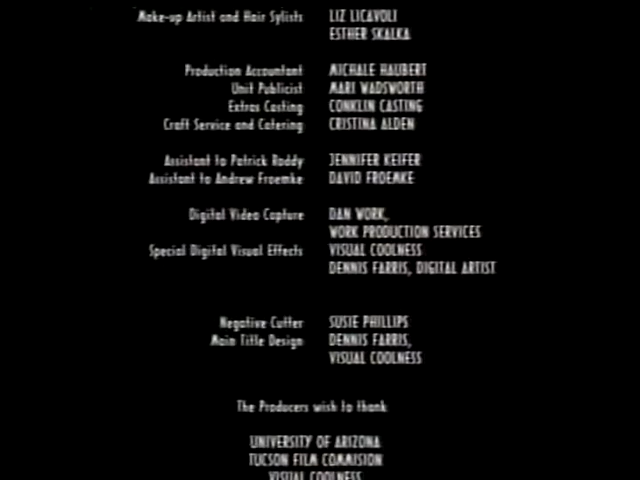 Make-up Artist and Hair Sylists LIZ LICAVOLI
ESTHER SKALKA
Production Accountant MICHALE HAUBERT
Unit Publicist MARI WADSWORTH
Extras Casting CONKLIN CASTING
Craft Service and Catering CRISTINA ALDEN
Assistant to Patrick Roddy JENNIFER KEIFER
Assistant to Andrew Froemke DAVID FROEMKE
Digital Video Capture DAN WORK,
WORK PRODUCTION SERVICES
Special Digital Visual Effects VISUAL COOLNESS
DENNIS FARRIS, DIGITAL ARTIST
Negative Cutter SUSIE PHILLIPS
Main Title Design DENNIS FARRIS,
VISUAL COOLNESS
The Producers wish to thank
UNIVERSITY OF ARIZONA
TUCSON FILM COMMISION
VISUAL COOLNESS